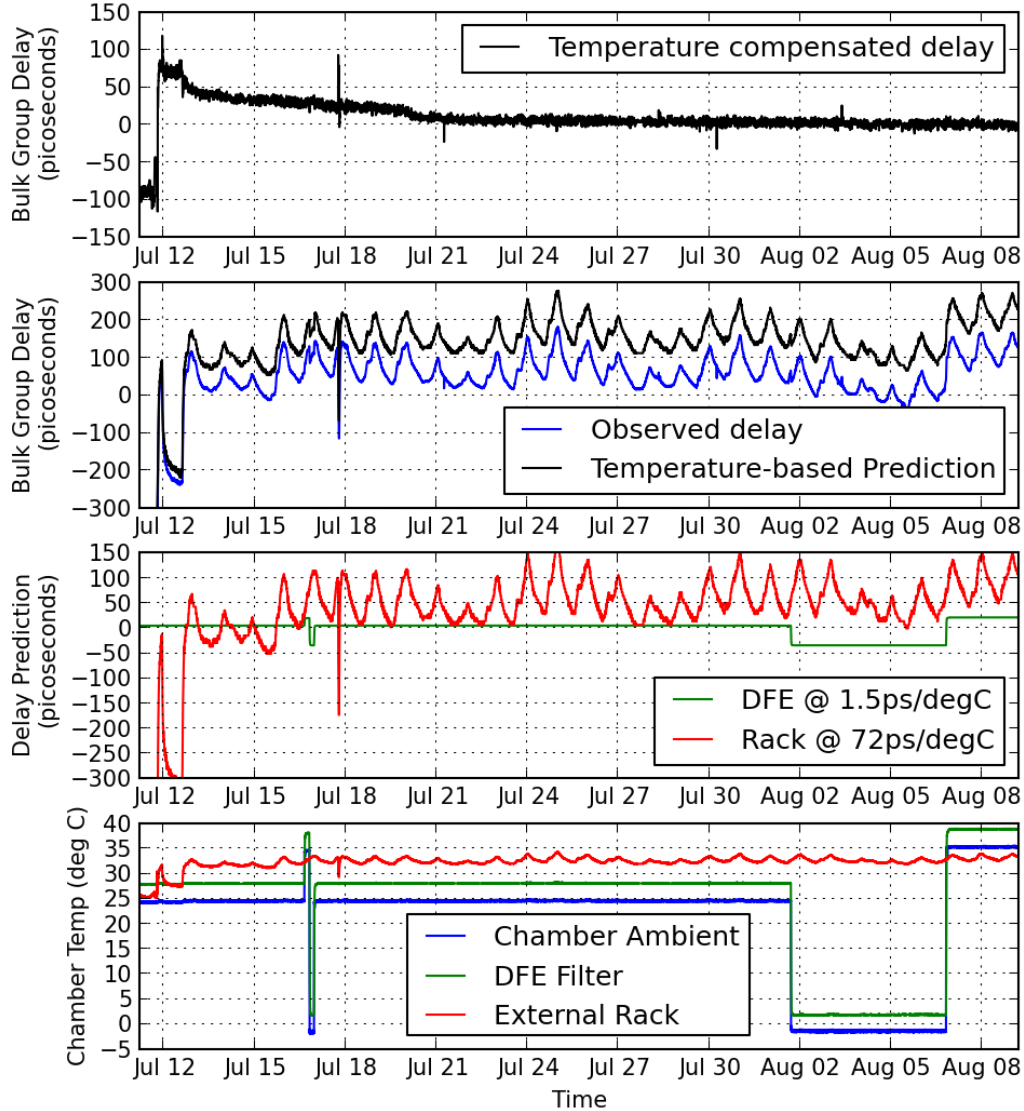 150
100
50
0
−50
−100
−150
Bulk Group Delay
(picoseconds)
Temperature compensated delay
Jul 12 Jul 15 Jul 18 Jul 21 Jul 24 Jul 27 Jul 30 Aug 02 Aug 05 Aug 08
300
200
100
0
−100
−200
−300
Bulk Group Delay
(picoseconds)
Observed delay
Temperature-based Prediction
Jul 12 Jul 15 Jul 18 Jul 21 Jul 24 Jul 27 Jul 30 Aug 02 Aug 05 Aug 08
150
100
50
0
−50
−100
−150
−200
−250
−300
Delay Prediction
(picoseconds)
DFE @ 1.5ps/degC
Rack @ 72ps/degC
Jul 12 Jul 15 Jul 18 Jul 21 Jul 24 Jul 27 Jul 30 Aug 02 Aug 05 Aug 08
40
35
30
25
20
15
10
5
0
−5
Chamber Temp (deg C)
Chamber Ambient
DFE Filter
External Rack
Jul 12 Jul 15 Jul 18 Jul 21 Jul 24 Jul 27 Jul 30 Aug 02 Aug 05 Aug 08
Time